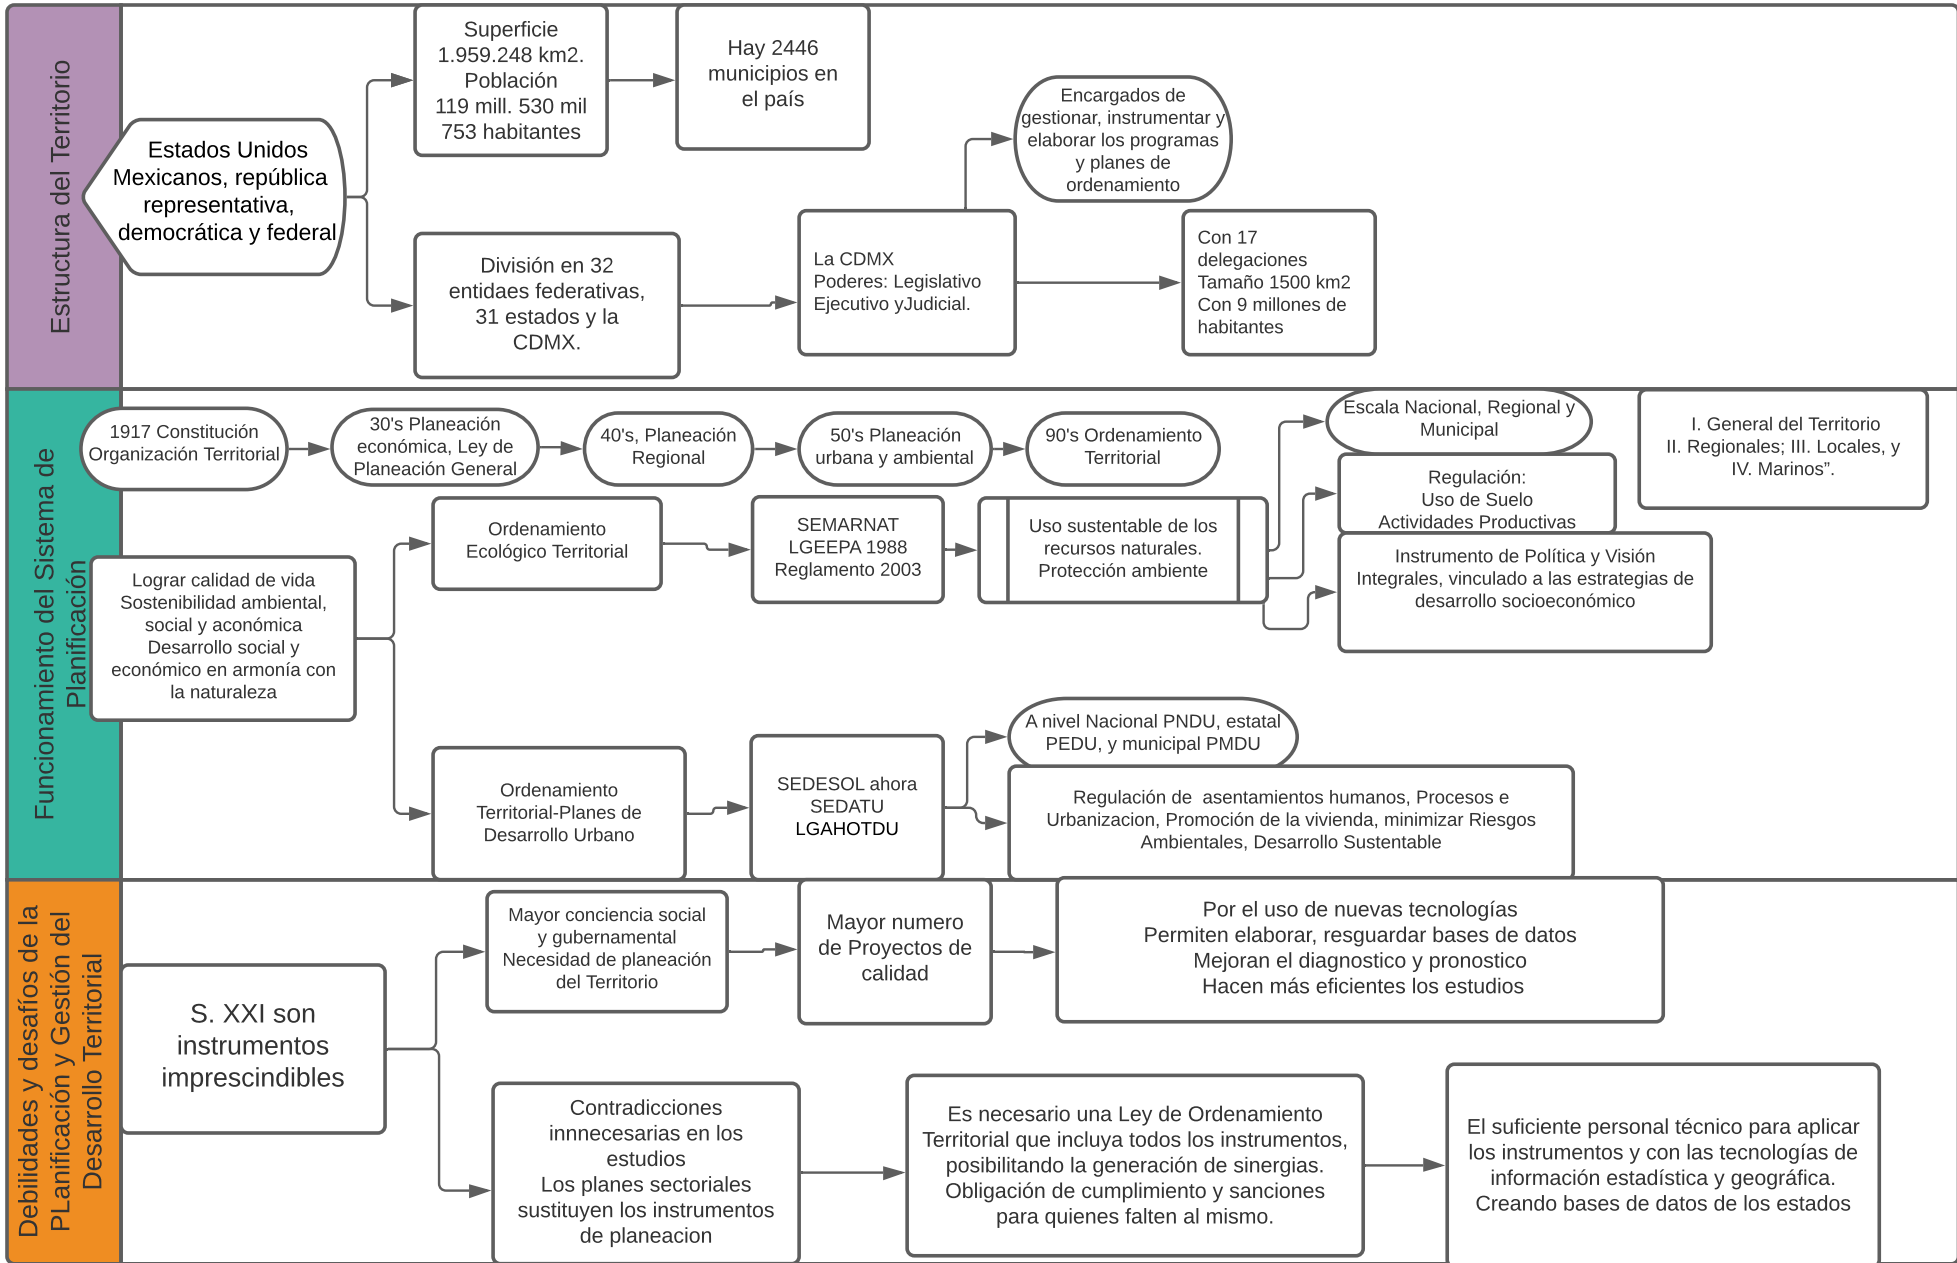 Estructura del Territorio
Estados Unidos
Mexicanos, república
representativa,
democrática y federal
Superficie
1.959.248 km2.
Población
119 mill. 530 mil
753 habitantes
Hay 2446
municipios en
el país
División en 32
entidaes federativas,
31 estados y la
CDMX.
La CDMX
Poderes: Legislativo
Ejecutivo yJudicial.
Encargados de
gestionar, instrumentar y
elaborar los programas
y planes de
ordenamiento
Con 17
delegaciones
Tamaño 1500 km2
Con 9 millones de
habitantes
Funcionamiento del Sistema de
Planificación
1917 Constitución
Organización Territorial
30's Planeación
económica, Ley de
Planeación General
40's, Planeación
Regional
50's Planeación
urbana y ambiental
90's Ordenamiento
Territorial
Lograr calidad de vida
Sostenibilidad ambiental,
social y aconómica
Desarrollo social y
económico en armonía con
la naturaleza
Ordenamiento
Ecológico Territorial
SEMARNAT
LGEEPA 1988
Reglamento 2003
Uso sustentable de los
recursos naturales.
Protección ambiente
Escala Nacional, Regional y
Municipal
Regulación:
Uso de Suelo
Actividades Productivas
Instrumento de Política y Visión
Integrales, vinculado a las estrategias de
desarrollo socioeconómico
I. General del Territorio
II. Regionales; III. Locales, y
IV. Marinos”.
Ordenamiento
Territorial-Planes de
Desarrollo Urbano
SEDESOL ahora
SEDATU
LGAHOTDU
A nivel Nacional PNDU, estatal
PEDU, y municipal PMDU
Regulación de  asentamientos humanos, Procesos e
Urbanizacion, Promoción de la vivienda, minimizar Riesgos
Ambientales, Desarrollo Sustentable
Debilidades y desafíos de la
PLanificación y Gestión del
Desarrollo Territorial
S. XXI son
instrumentos
imprescindibles
Mayor conciencia social
y gubernamental
Necesidad de planeación
del Territorio
Mayor numero
de Proyectos de
calidad
Por el uso de nuevas tecnologías
Permiten elaborar, resguardar bases de datos
Mejoran el diagnostico y pronostico
Hacen más eficientes los estudios
Contradicciones
innnecesarias en los
estudios
Los planes sectoriales
sustituyen los instrumentos
de planeacion
Es necesario una Ley de Ordenamiento
Territorial que incluya todos los instrumentos,
posibilitando la generación de sinergias.
Obligación de cumplimiento y sanciones
para quienes falten al mismo.
El suficiente personal técnico para aplicar
los instrumentos y con las tecnologías de
información estadística y geográfica.
Creando bases de datos de los estados